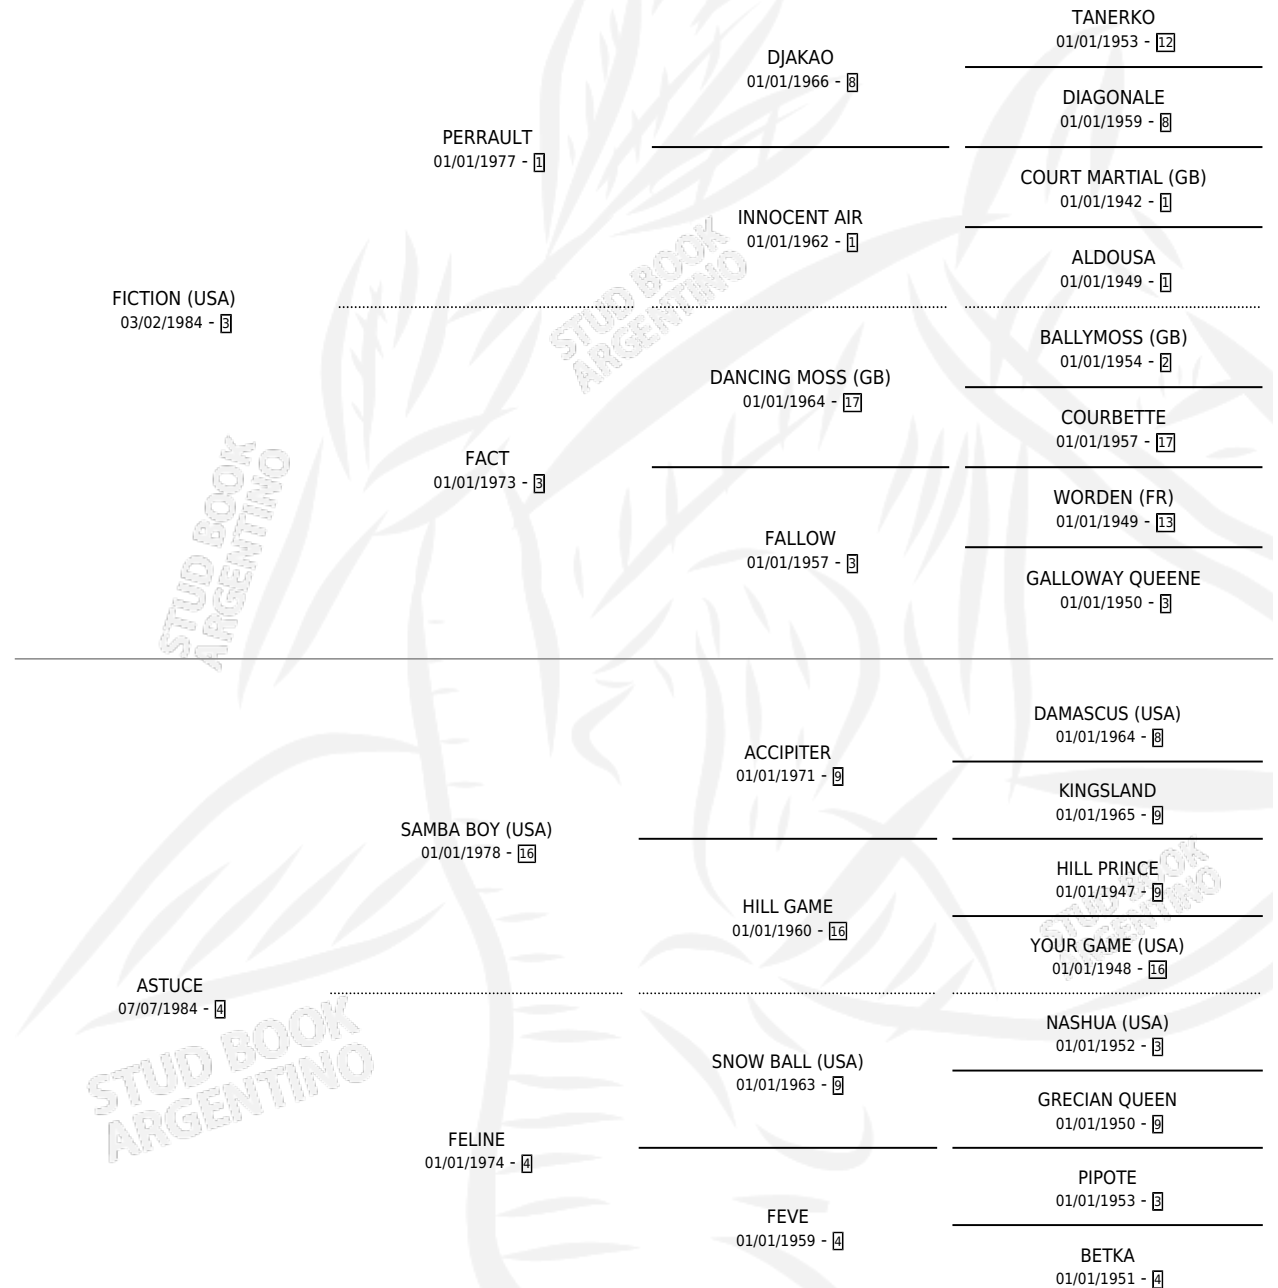 TANERKO
01/01/1953 - 12
DJAKAO
01/01/1966 - 8
DIAGONALE
01/01/1959 - 8
PERRAULT
01/01/1977 - 1
COURT MARTIAL (GB)
01/01/1942 - 1
INNOCENT AIR
01/01/1962 - 1
ALDOUSA
01/01/1949 - 1
FICTION (USA)
03/02/1984 - 3
BALLYMOSS (GB)
01/01/1954 - 2
DANCING MOSS (GB)
01/01/1964 - 17
COURBETTE
01/01/1957 - 17
FACT
01/01/1973 - 3
WORDEN (FR)
01/01/1949 - 13
FALLOW
01/01/1957 - 3
GALLOWAY QUEENE
01/01/1950 - 3
DAMASCUS (USA)
01/01/1964 - 8
ACCIPITER
01/01/1971 - 9
KINGSLAND
01/01/1965 - 9
SAMBA BOY (USA)
01/01/1978 - 16
HILL PRINCE
01/01/1947 - 9
HILL GAME
01/01/1960 - 16
YOUR GAME (USA)
01/01/1948 - 16
ASTUCE
07/07/1984 - 4
NASHUA (USA)
01/01/1952 - 3
SNOW BALL (USA)
01/01/1963 - 9
GRECIAN QUEEN
01/01/1950 - 9
FELINE
01/01/1974 - 4
PIPOTE
01/01/1953 - 3
FEVE
01/01/1959 - 4
BETKA
01/01/1951 - 4
STUD BOOK
ARGENTINO
STUD BOOK
ARGENTINO
STUD BOOK
ARGENTINO
STUD BOOK
ARGENTINO